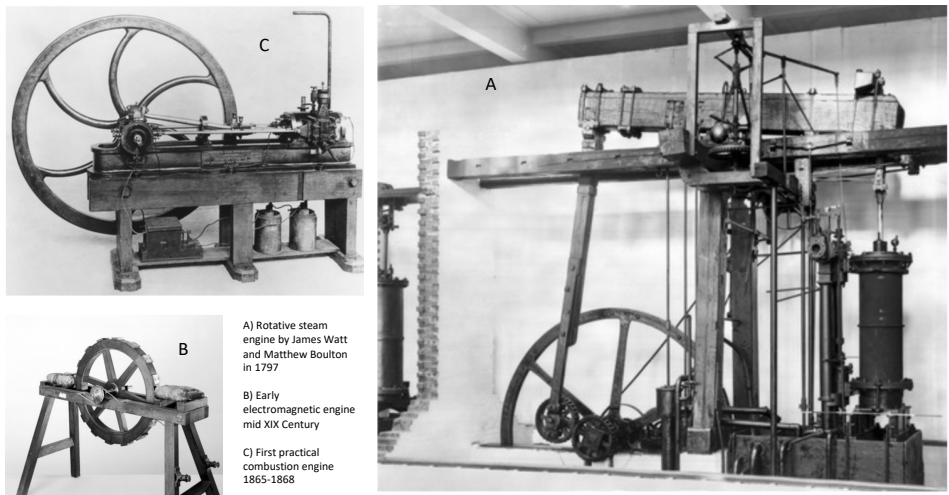 C
A
B
A) Rotative steam
engine by James Watt
and Matthew Boulton
in 1797
B) Early
electromagnetic engine
mid XIX Century
C) First practical
combustion engine
1865-1868